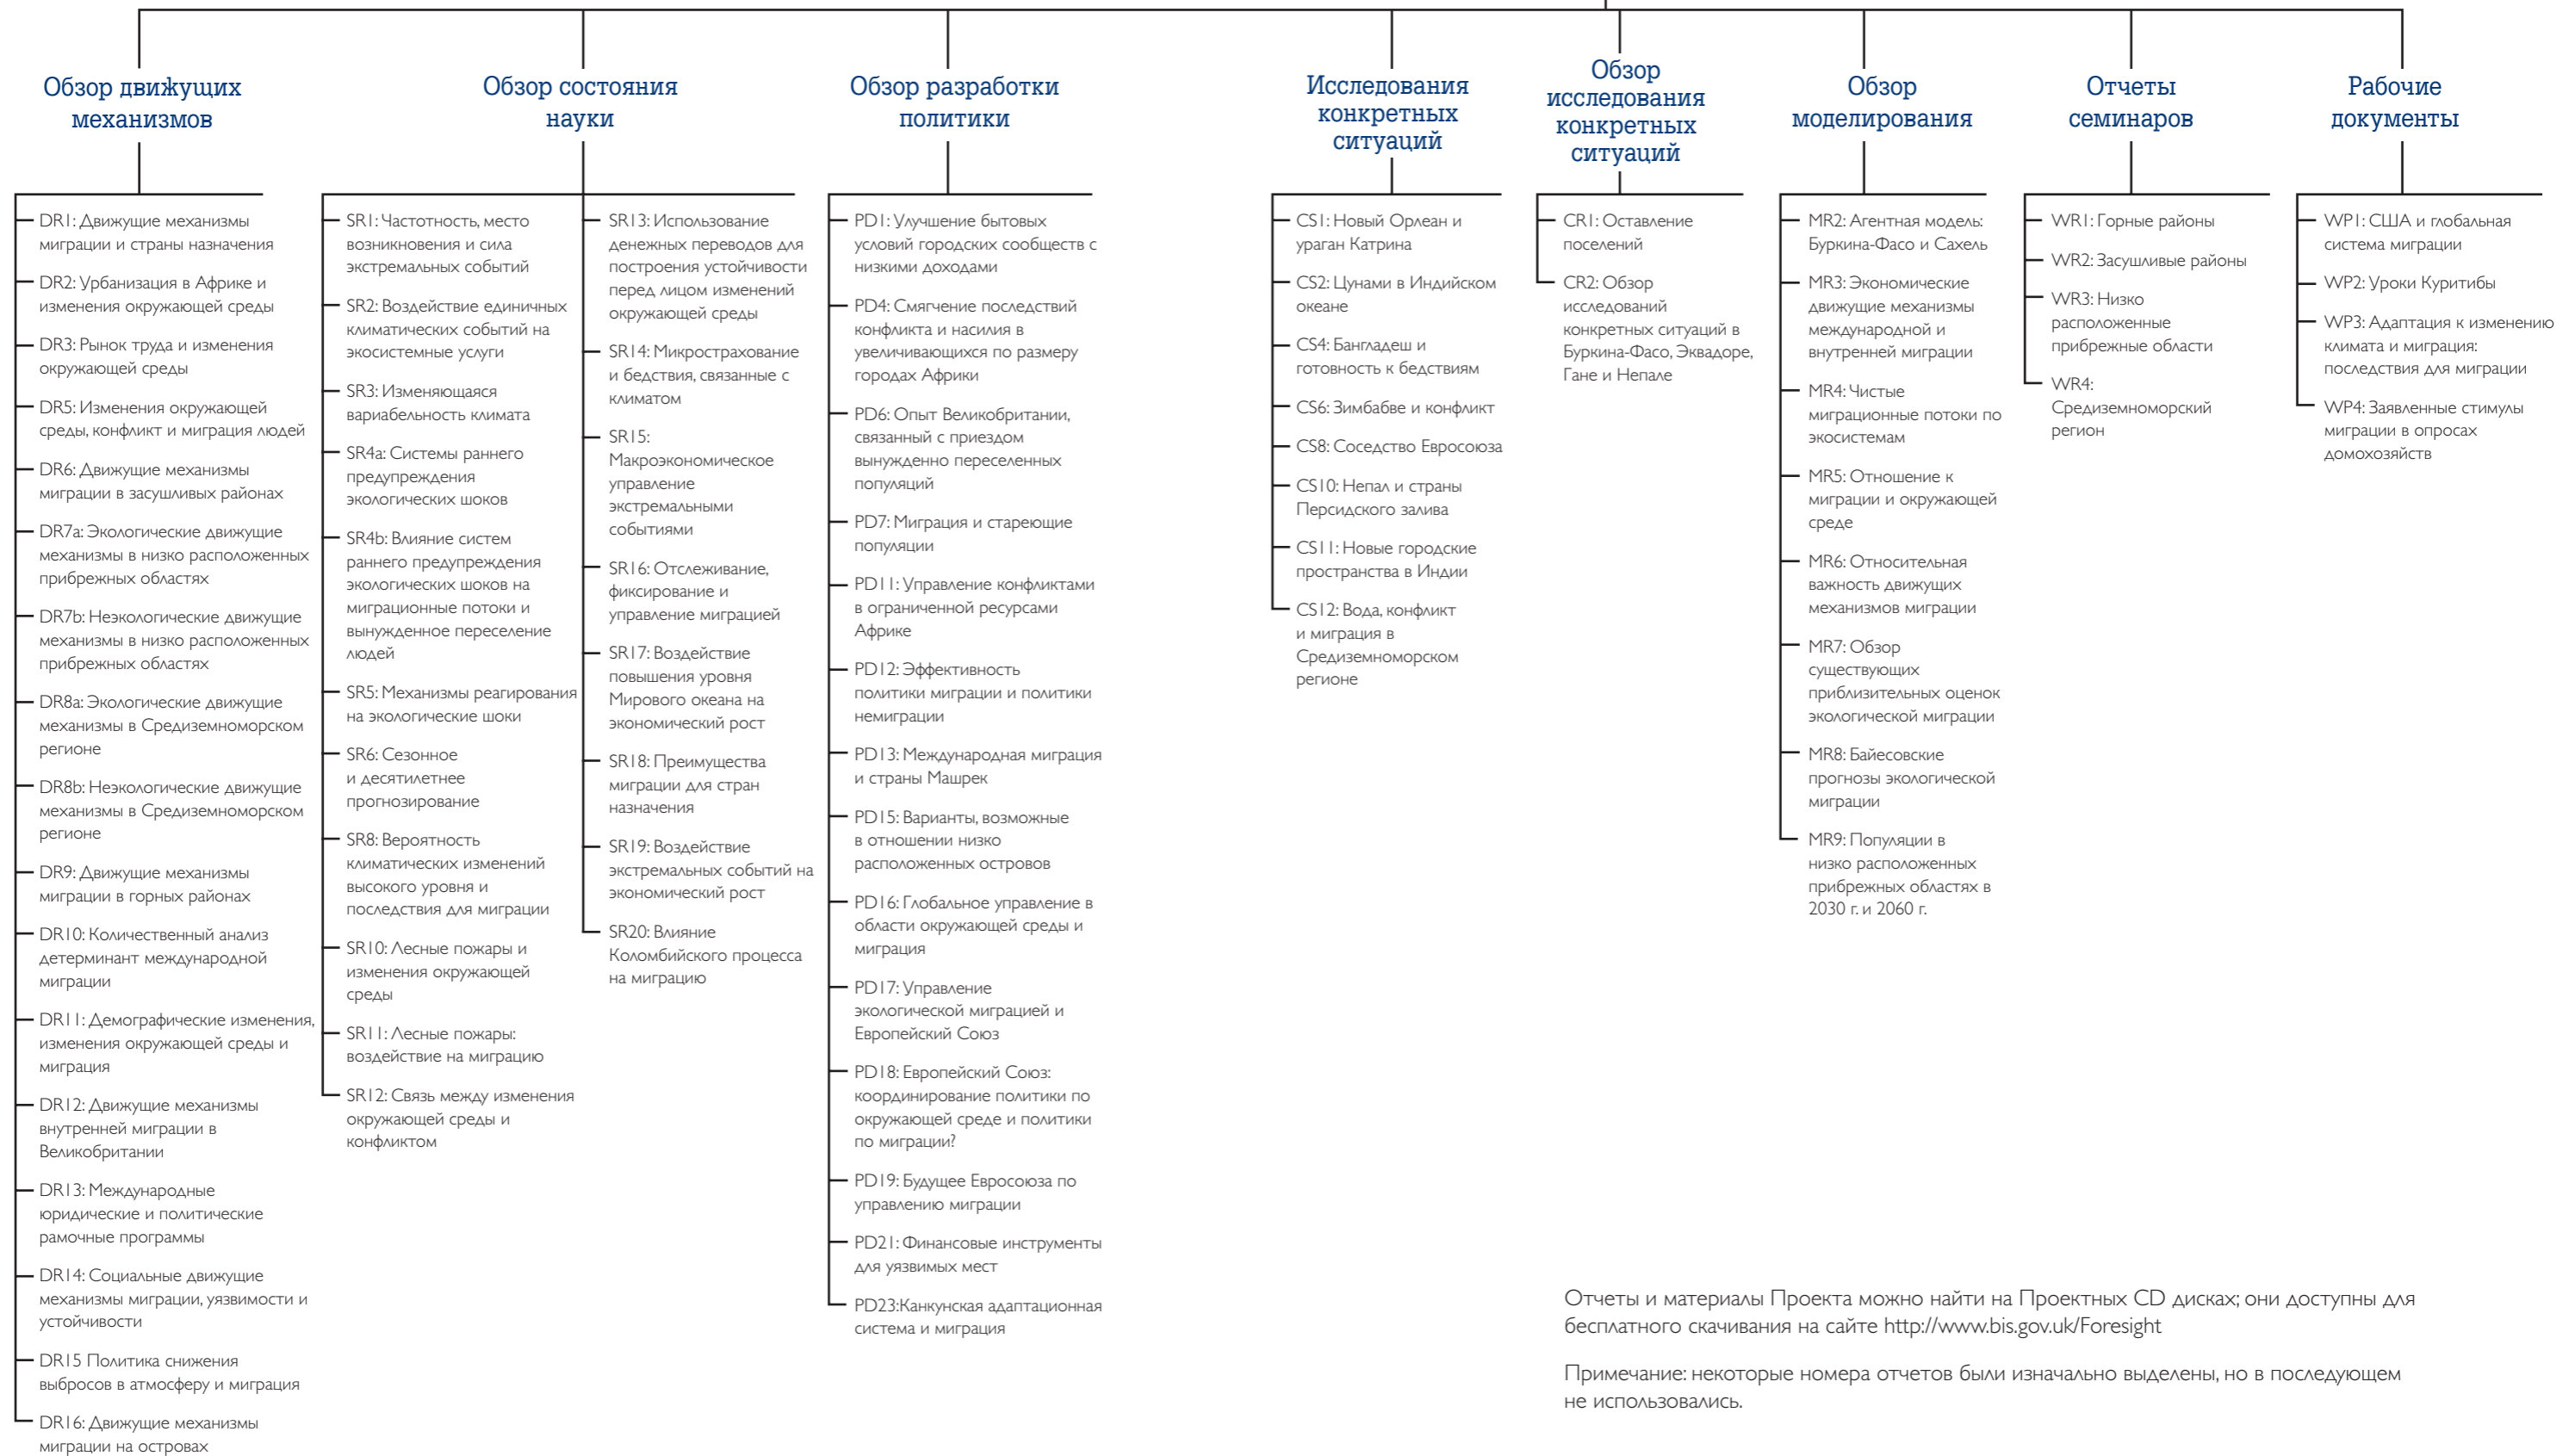 Обзор движущих
механизмов
DR1: Движущие механизмы
миграции и страны назначения
DR2: Урбанизация в Африке и
изменения окружающей среды
DR3: Рынок труда и изменения
окружающей среды
DR5: Изменения окружающей
среды, конфликт и миграция людей
DR6: Движущие механизмы
миграции в засушливых районах
DR7a: Экологические движущие
механизмы в низко расположенных
прибрежных областях
DR7b: Неэкологические движущие
механизмы в низко расположенных
прибрежных областях
DR8a: Экологические движущие
механизмы в Средиземноморском
регионе
DR8b: Неэкологические движущие
механизмы в Средиземноморском
регионе
DR9: Движущие механизмы
миграции в горных районах
DR10: Количественный анализ
детерминант международной
миграции
DR11: Демографические изменения,
изменения окружающей среды и
миграция
DR12: Движущие механизмы
внутренней миграции в
Великобритании
DR13: Международные
юридические и политические
рамочные программы
DR14: Социальные движущие
механизмы миграции, уязвимости и
устойчивости
DR15 Политика снижения
выбросов в атмосферу и миграция
DR16: Движущие механизмы
миграции на островах
Обзор состояния
науки
SR1: Частотность, место
возникновения и сила
экстремальных событий
SR2: Воздействие единичных
климатических событий на
экосистемные услуги
SR3: Изменяющаяся
вариабельность климата
SR4a: Системы раннего
предупреждения
экологических шоков
SR4b: Влияние систем
раннего предупреждения
экологических шоков на
миграционные потоки и
вынужденное переселение
людей
SR5: Механизмы реагирования
на экологические шоки
SR6: Сезонное
и десятилетнее
прогнозирование
SR8: Вероятность
климатических изменений
высокого уровня и
последствия для миграции
SR10: Лесные пожары и
изменения окружающей
среды
SR11: Лесные пожары:
воздействие на миграцию
SR12: Связь между изменения
окружающей среды и
конфликтом
SR13: Использование
денежных переводов для
построения устойчивости
перед лицом изменений
окружающей среды
SR14: Микрострахование
и бедствия, связанные с
климатом
SR15:
Макроэкономическое
управление
экстремальными
событиями
SR16: Отслеживание,
фиксирование и
управление миграцией
SR17: Воздействие
повышения уровня
Мирового океана на
экономический рост
SR18: Преимущества
миграции для стран
назначения
SR19: Воздействие
экстремальных событий на
экономический рост
SR20: Влияние
Коломбийского процесса
на миграцию
Обзор разработки
политики
PD1: Улучшение бытовых
условий городских сообществ с
низкими доходами
PD4: Смягчение последствий
конфликта и насилия в
увеличивающихся по размеру
городах Африки
PD6: Опыт Великобритании,
связанный с приездом
вынужденно переселенных
популяций
PD7: Миграция и стареющие
популяции
PD11: Управление конфликтами
в ограниченной ресурсами
Африке
PD12: Эффективность
политики миграции и политики
немиграции
PD13: Международная миграция
и страны Машрек
PD15: Варианты, возможные
в отношении низко
расположенных островов
PD16: Глобальное управление в
области окружающей среды и
миграция
PD17: Управление
экологической миграцией и
Европейский Союз
PD18: Европейский Союз:
координирование политики по
окружающей среде и политики
по миграции?
PD19: Будущее Евросоюза по
управлению миграции
PD21: Финансовые инструменты
для уязвимых мест
PD23:Канкунская адаптационная
система и миграция
Исследования
конкретных
ситуаций
CS1: Новый Орлеан и
ураган Катрина
CS2: Цунами в Индийском
океане
CS4: Бангладеш и
готовность к бедствиям
CS6: Зимбабве и конфликт
CS8: Соседство Евросоюза
CS10: Непал и страны
Персидского залива
CS11: Новые городские
пространства в Индии
CS12: Вода, конфликт
и миграция в
Средиземноморском
регионе
Обзор
исследования
конкретных
ситуаций
CR1: Оставление
поселений
CR2: Обзор
исследований
конкретных ситуаций в
Буркина-Фасо, Эквадоре,
Гане и Непале
Обзор
моделирования
MR2: Агентная модель:
Буркина-Фасо и Сахель
MR3: Экономические
движущие механизмы
международной и
внутренней миграции
MR4: Чистые
миграционные потоки по
экосистемам
MR5: Отношение к
миграции и окружающей
среде
MR6: Относительная
важность движущих
механизмов миграции
MR7: Обзор
существующих
приблизительных оценок
экологической миграции
MR8: Байесовские
прогнозы экологической
миграции
MR9: Популяции в
низко расположенных
прибрежных областях в
2030 г. и 2060 г.
Отчеты
семинаров
WR1: Горные районы
WR2: Засушливые районы
WR3: Низко
расположенные
прибрежные области
WR4:
Средиземноморский
регион
Рабочие
документы
WP1: США и глобальная
система миграции
WP2: Уроки Куритибы
WP3: Адаптация к изменению
климата и миграция:
последствия для миграции
WP4: Заявленные стимулы
миграции в опросах
домохозяйств
Отчеты и материалы Проекта можно найти на Проектных CD дисках; они доступны для
бесплатного скачивания на сайте http://www.bis.gov.uk/Foresight
Примечание: некоторые номера отчетов были изначально выделены, но в последующем
не использовались.